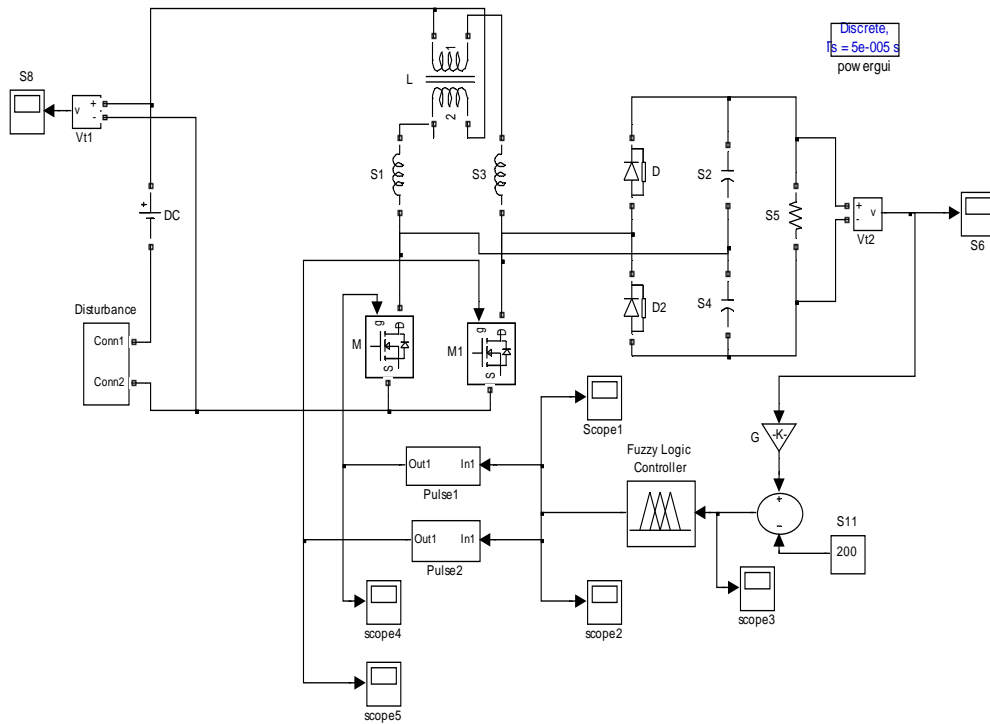 Discrete,
Ts = 5e-005 s
powergui
S8
v
+
-
Vt1
L
1
2
S1
S3
D
S2
S5
+
-
v
Vt2
S6
+
DC
Disturbance
Conn1
Conn2
M
g
D
S
M1
g
D
S
D2
S4
Scope1
G
-K-
Fuzzy Logic
Controller
Out1
In1
Pulse1
Out1
In1
Pulse2
+
-
S11
200
scope4
scope2
scope3
scope5